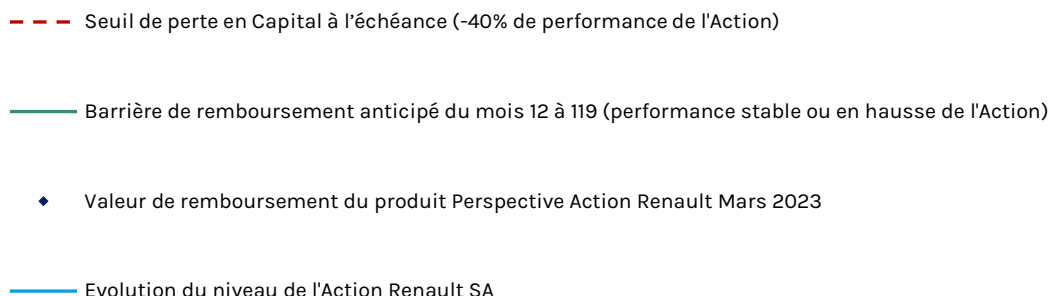 Seuil de perte en Capital à l’échéance (-40% de performance de l'Action)
Barrière de remboursement anticipé du mois 12 à 119 (performance stable ou en hausse de l'Action)
Valeur de remboursement du produit Perspective Action Renault Mars 2023
Evolution du niveau de l'Action Renault SA